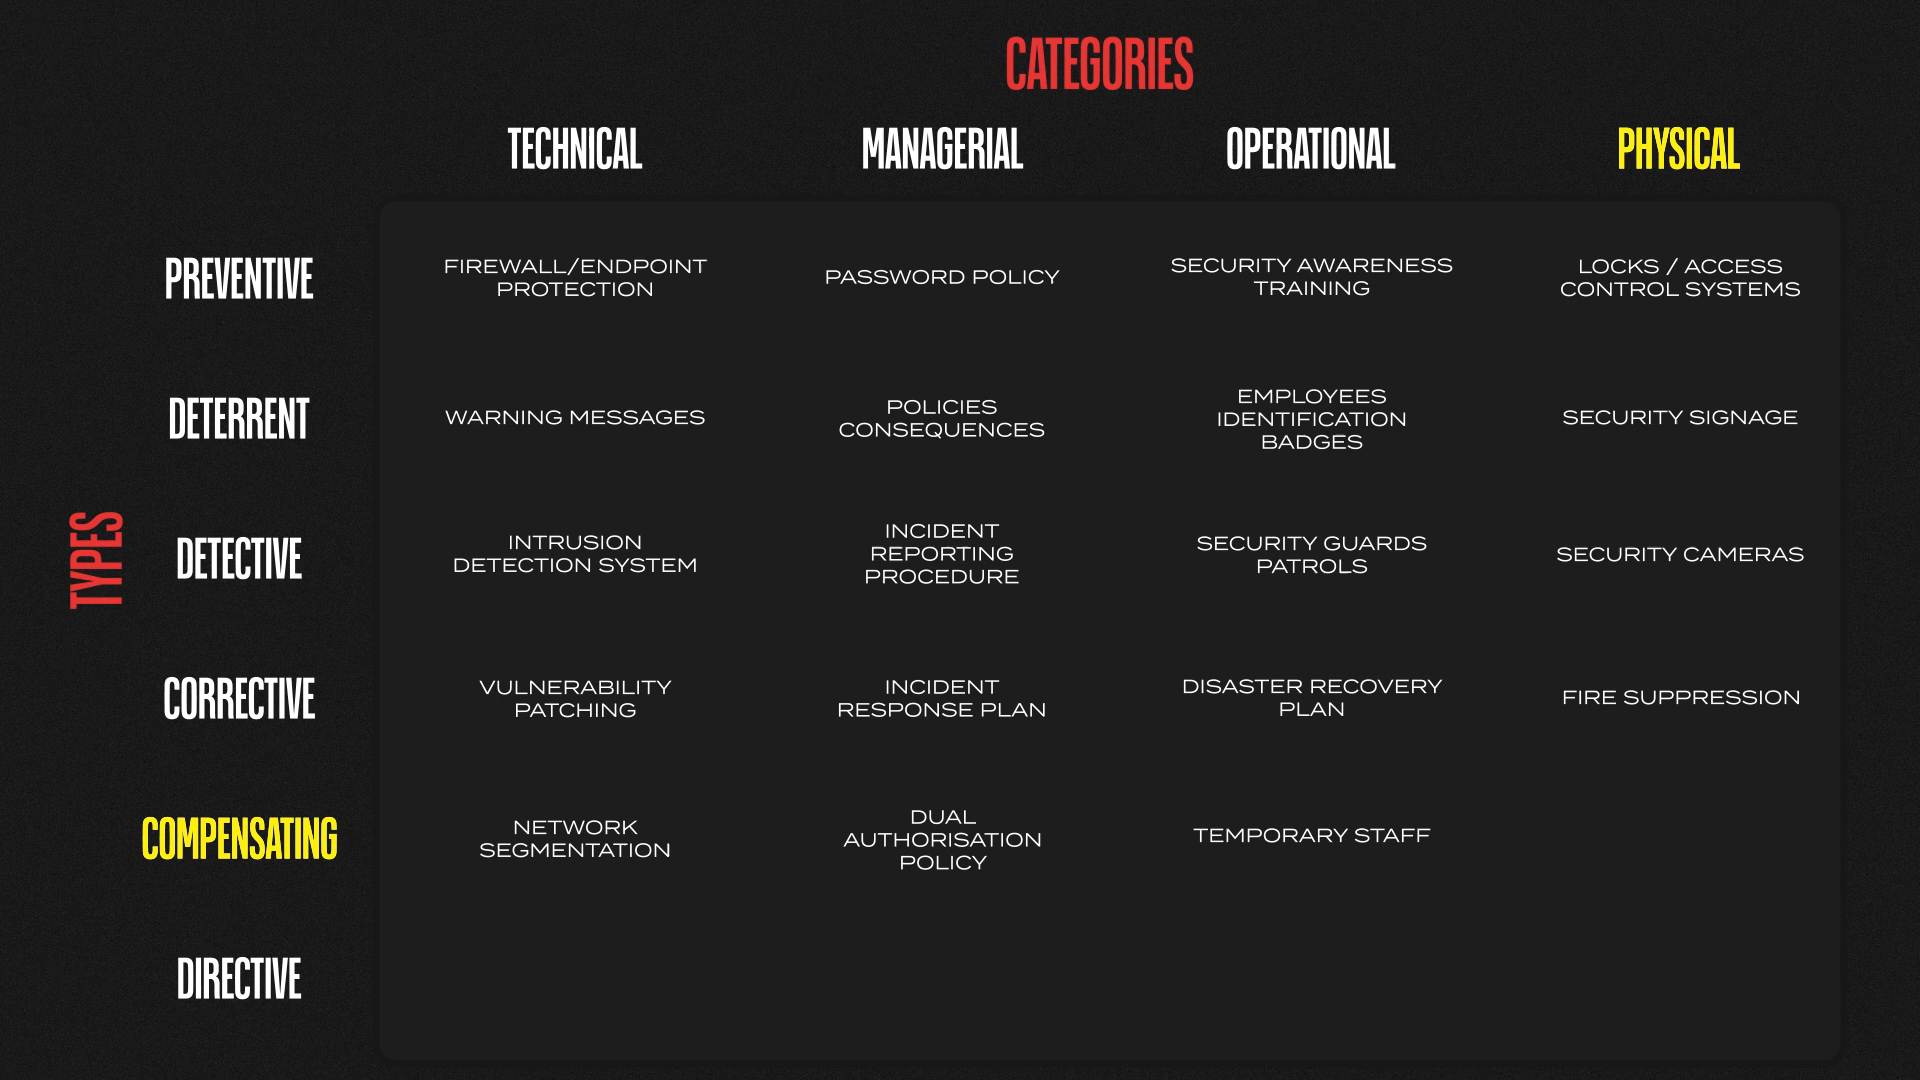 CATEGORIES
TECHNICAL
MANAGERIAL
OPERATIONAL
PHYSICAL
TYPES
PREVENTIVE
FIREWALL/ENDPOINT
PROTECTION
PASSWORD POLICY
SECURITY AWARENESS
TRAINING
LOCKS / ACCESS
CONTROL SYSTEMS
DETERRENT
WARNING MESSAGES
POLICIES
CONSEQUENCES
EMPLOYEES
IDENTIFICATION
BADGES
SECURITY SIGNAGE
DETECTIVE
INTRUSION
DETECTION SYSTEM
INCIDENT
REPORTING
PROCEDURE
SECURITY GUARDS
PATROLS
SECURITY CAMERAS
CORRECTIVE
VULNERABILITY
PATCHING
INCIDENT
RESPONSE PLAN
DISASTER RECOVERY
PLAN
FIRE SUPPRESSION
COMPENSATING
NETWORK
SEGMENTATION
DUAL
AUTHORISATION
POLICY
TEMPORARY STAFF
DIRECTIVE